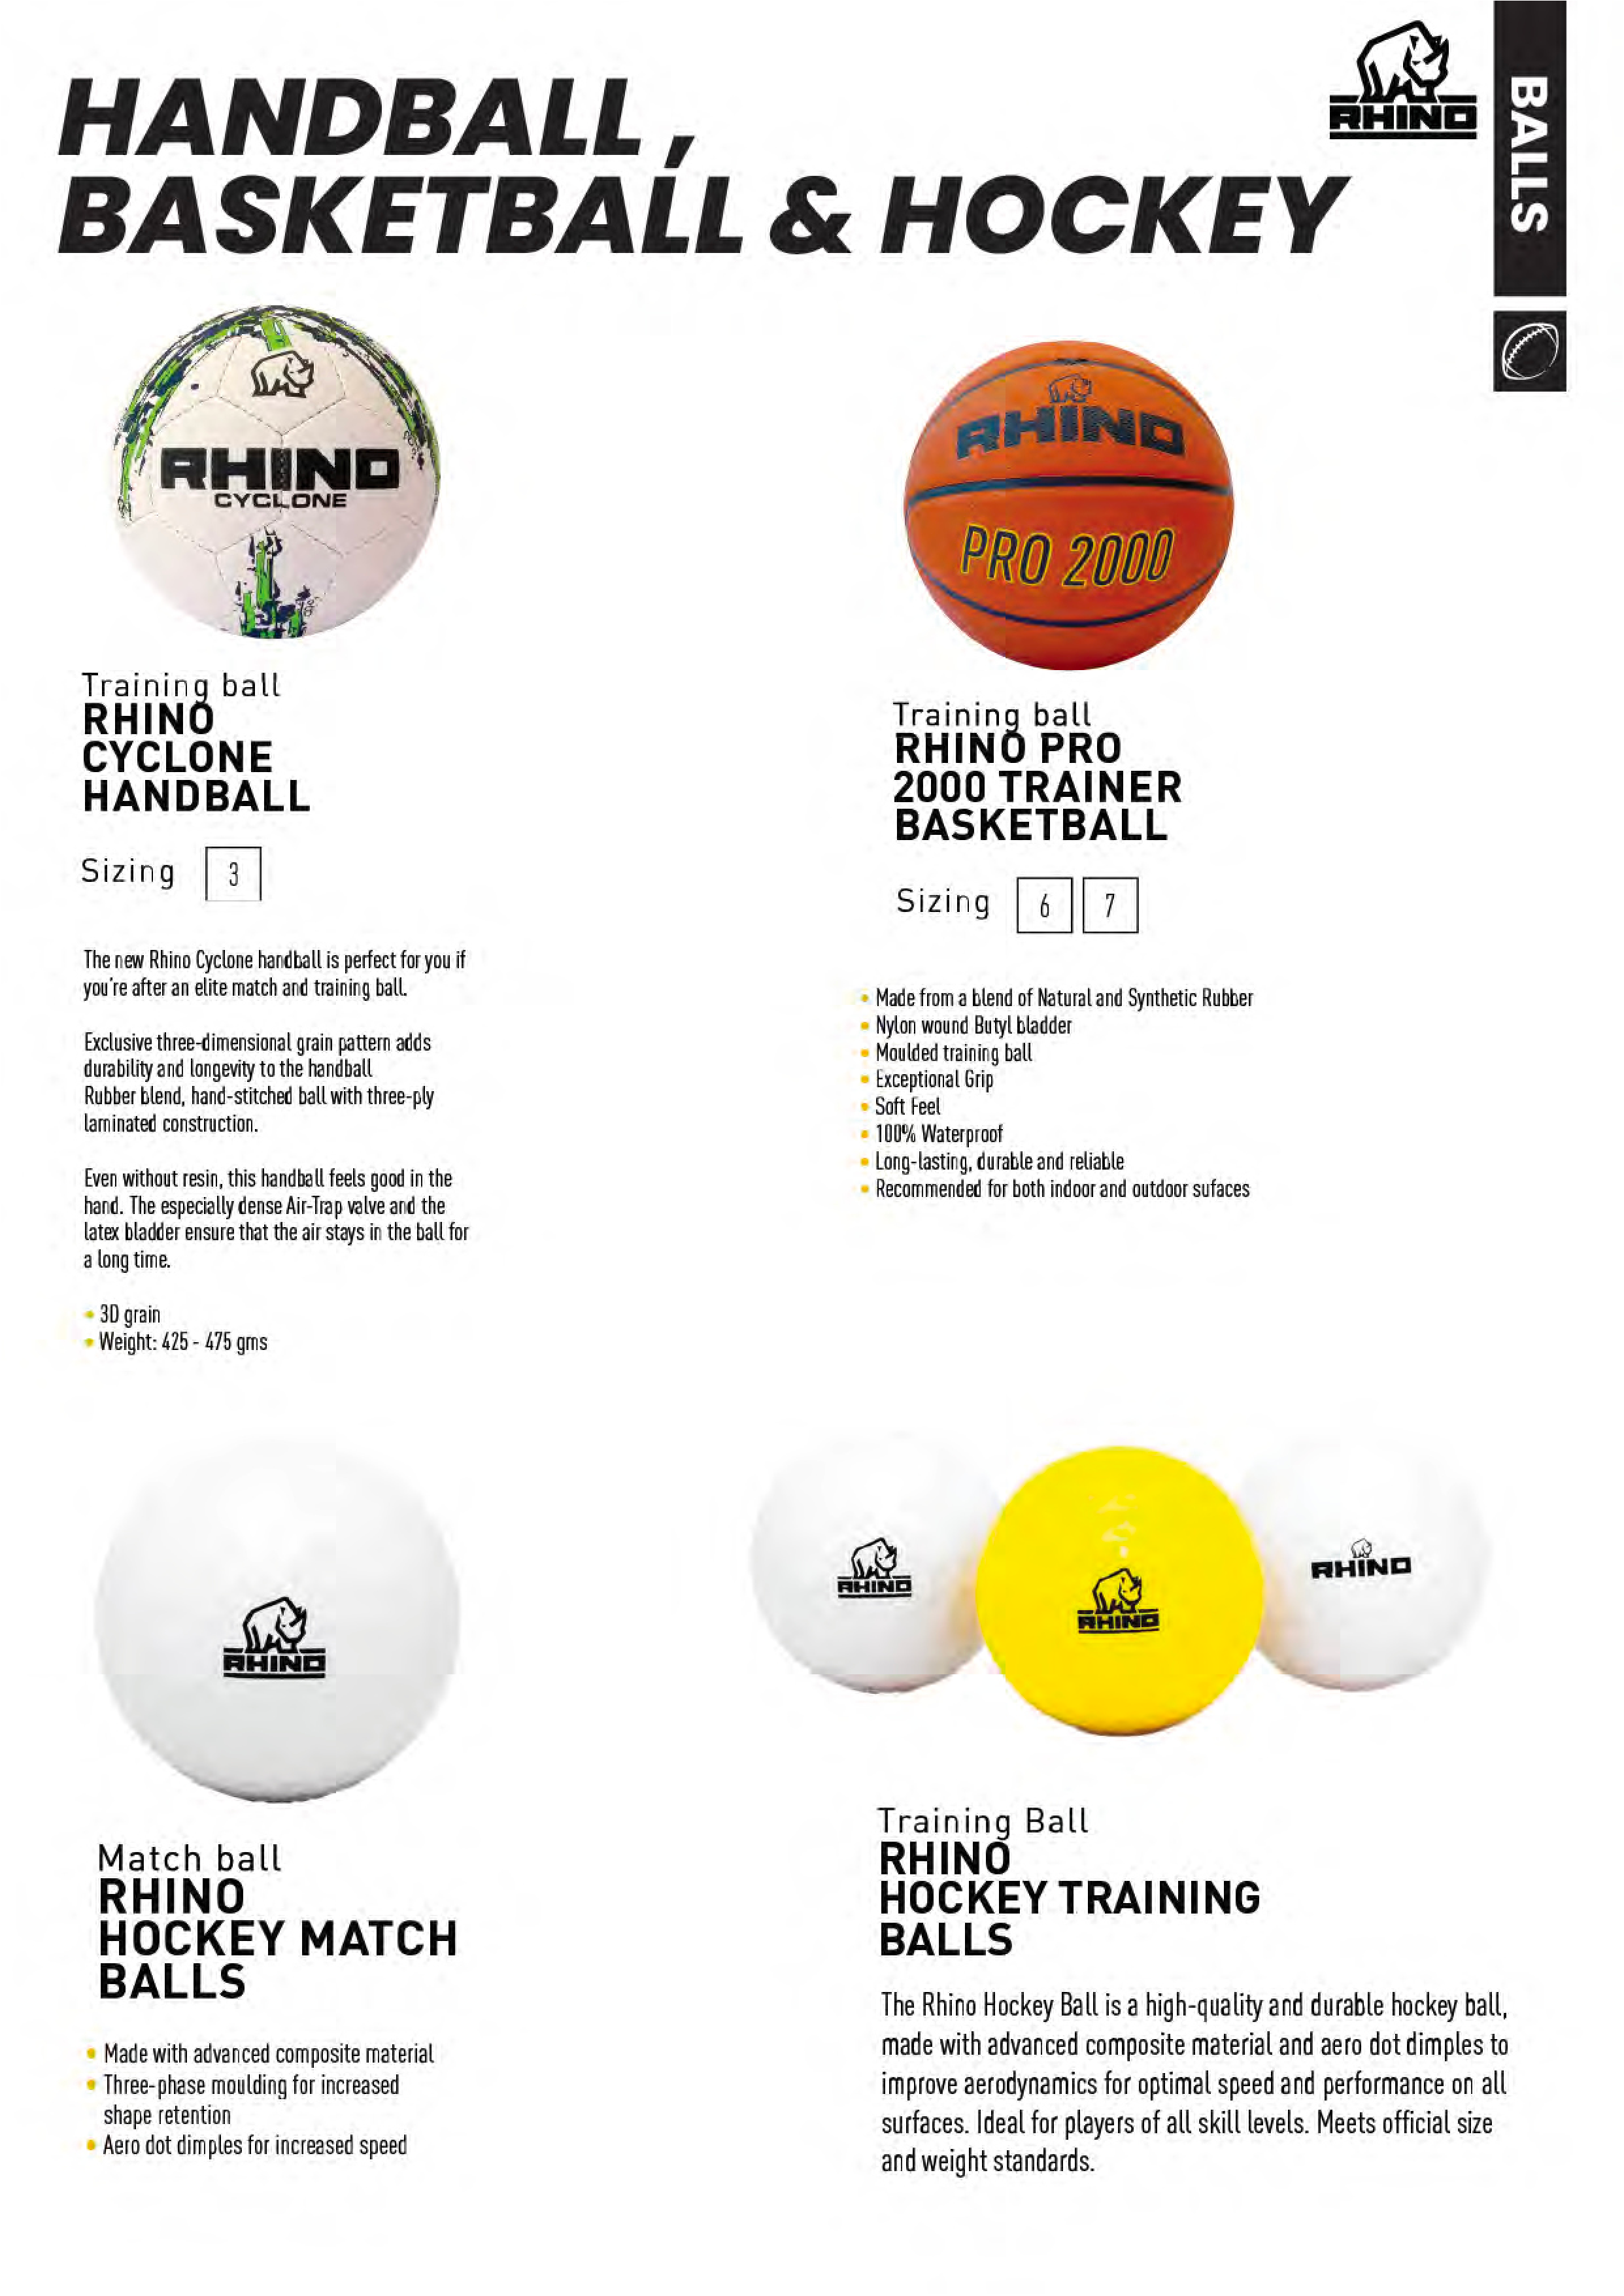 HANDBALL,
BASKETBALL & HOCKEY
RHINO
BALLS
RHINO
CYCLONE
Training ball
RHINO
CYCLONE
HANDBALL
Sizing 3
The new Rhino Cyclone handball is perfect for you if
you're after an elite match and training ball.
Exclusive three-dimensional grain pattern adds
durability and longevity to the handball
Rubber blend, hand-stitched ball with three-ply
laminated construction.
Even without resin, this handball feels good in the
hand. The especially dense Air-Trap valve and the
latex bladder ensure that the air stays in the ball for
a long time.
• 3D grain
• Weight: 425 - 475 gms
RHINO
PRO 2000
Training ball
RHINO PRO
2000 TRAINER
BASKETBALL
Sizing 6 7
• Made from a blend of Natural and Synthetic Rubber
• Nylon wound Butyl bladder
• Moulded training ball
• Exceptional Grip
• Soft Feel
• 100% Waterproof
• Long-lasting, durable and reliable
• Recommended for both indoor and outdoor sufaces
RHINO
Match ball
RHINO
HOCKEY MATCH
BALLS
• Made with advanced composite material
• Three-phase moulding for increased
shape retention
• Aero dot dimples for increased speed
RHINO
RHINO
RHINO
Training Ball
RHINO
HOCKEY TRAINING
BALLS
The Rhino Hockey Ball is a high-quality and durable hockey ball,
made with advanced composite material and aero dot dimples to
improve aerodynamics for optimal speed and performance on all
surfaces. Ideal for players of all skill levels. Meets official size
and weight standards.